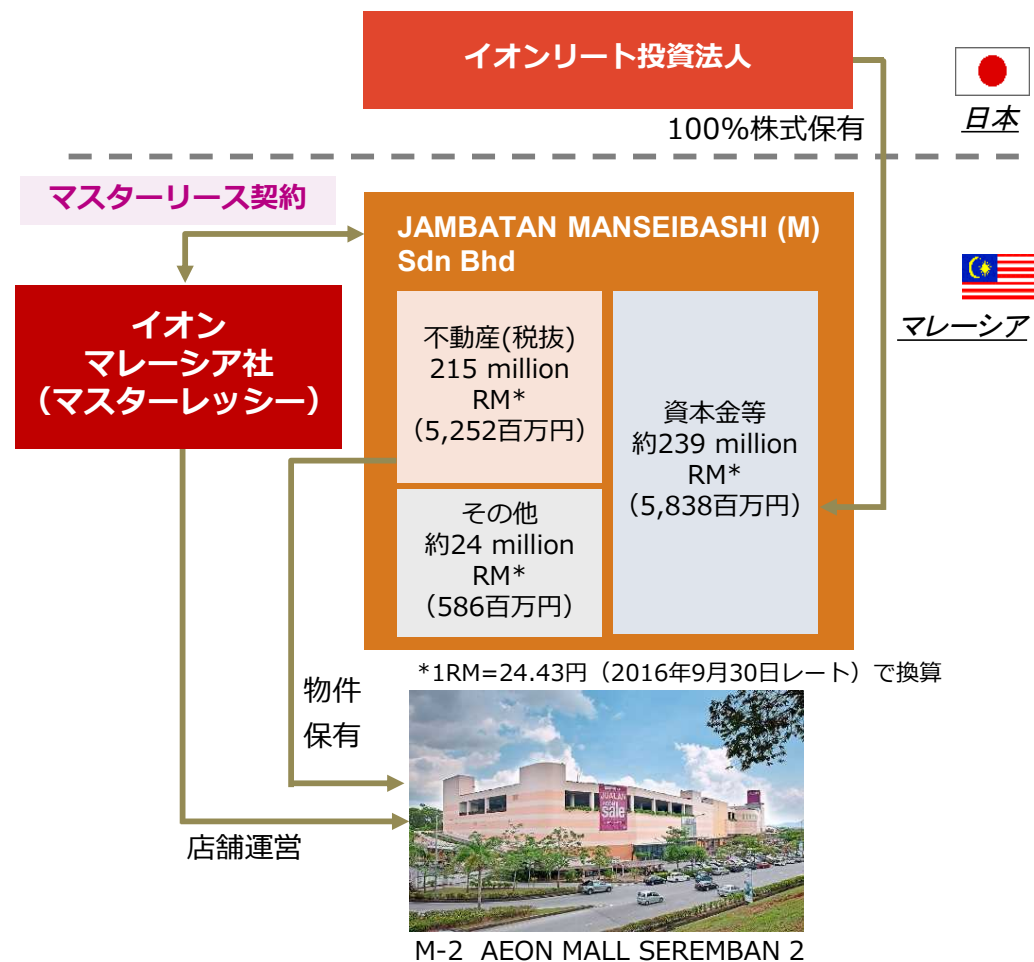 イオンリート投資法人
日本
100%株式保有
マスターリース契約
JAMBATAN MANSEIBASHI (M)
Sdn Bhd
マレーシア
イオン
マレーシア社
（マスターレッシー）
不動産(税抜)
215 million
RM*
（5,252百万円）
資本金等
約239 million
RM*
（5,838百万円）
その他
約24 million
RM*
（586百万円）
*1RM=24.43円（2016年9月30日レート）で換算
物件
保有
JUALAN
sale
店舗運営
M-2 AEON MALL SEREMBAN 2